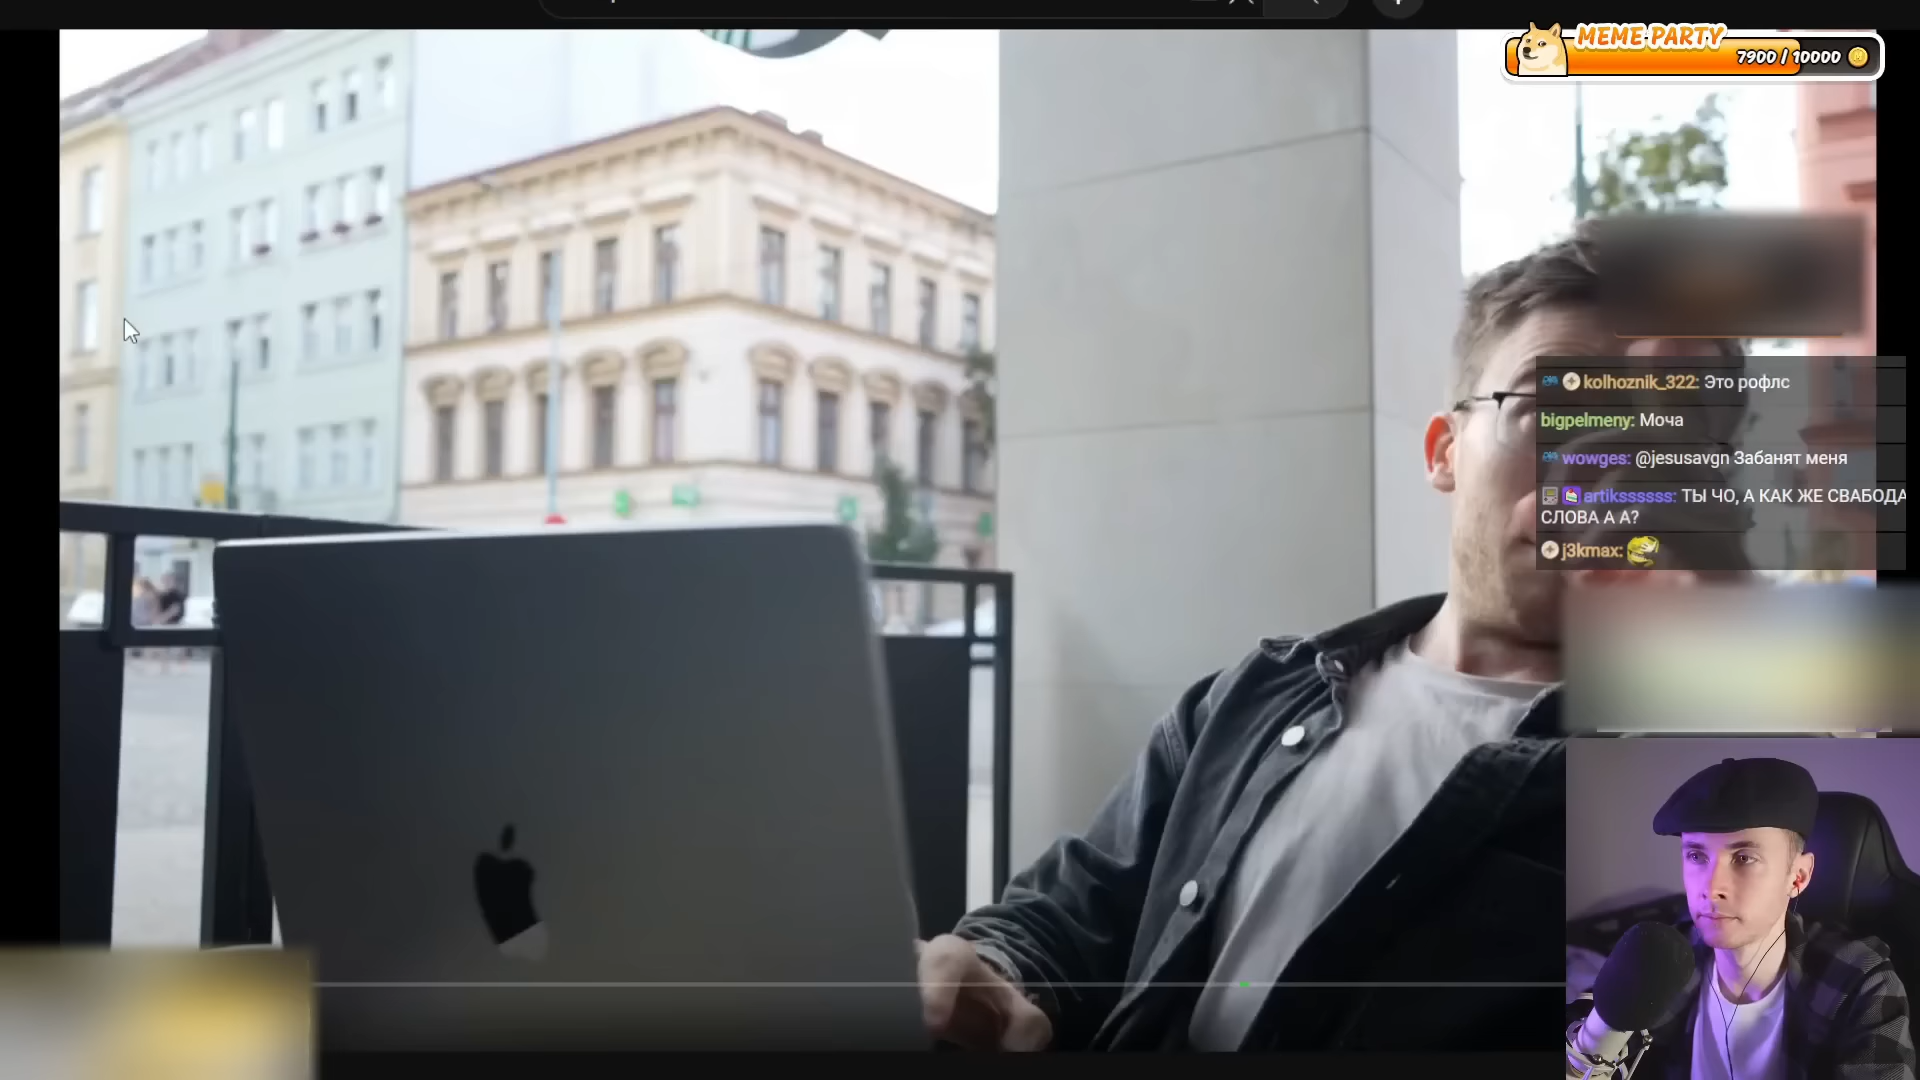 MEME PARTY
7900 / 10000
kolhoznik_322: Это рофлс
bigpelmeny: Моча
wowges: @jesusavgn Забанят меня
artikssssss: ТЫ ЧО, А КАК ЖЕ СВАБОДА
СЛОВА А А?
j3kmax: